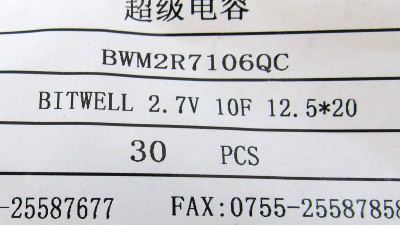 超级电容
BWM2R7106QC
BITWELL 2.7V 10F 12.5*20
30 PCS
-25587677 FAX:0755-25587858